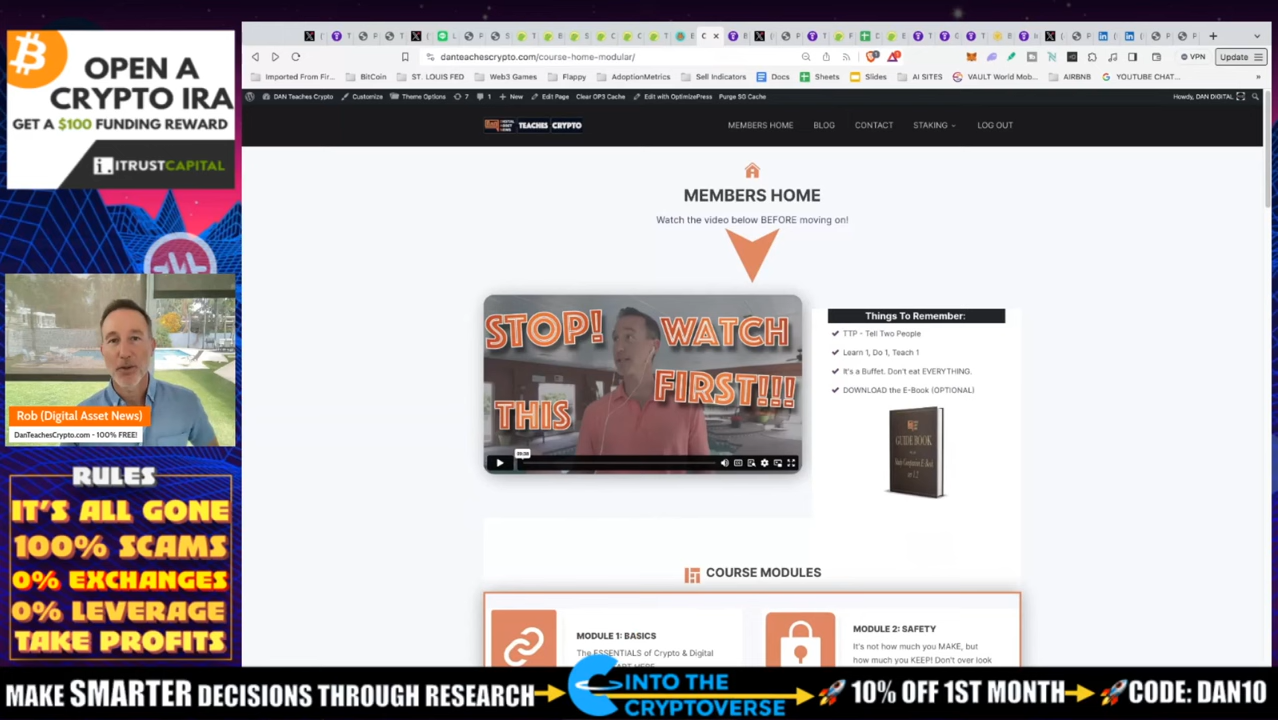 OPEN A
CRYPTO IRA
GET A $100 FUNDING REWARD
i.ITRUSTCAPITAL
Rob (Digital Asset News)
DanTeachesCrypto.com - 100% FREE!
RULES
IT'S ALL GONE
100% SCAMS
0% EXCHANGES
0% LEVERAGE
TAKE PROFITS
danteachescrypto.com/course-home-modular/
VPN
Update
Imported From Fir...
BitCoin
ST. LOUIS FED
Web3 Games
Flappy
AdoptionMetrics
Sell Indicators
Docs
Sheets
Slides
AI SITES
VAULT World Mob...
AIRBNB
YOUTUBE CHAT...
DAN Teaches Crypto
Customize
Theme Options
7
1
+ New
Edit Page
Clear OP3 Cache
Edit with OptimizePress
Purge SG Cache
Howdy, DAN DIGITAL
TEACHES CRYPTO
MEMBERS HOME
BLOG
CONTACT
STAKING
LOG OUT
MEMBERS HOME
Watch the video below BEFORE moving on!
STOP! WATCH
THIS FIRST!!!
Things To Remember:
TTP - Tell Two People
Learn 1, Do 1, Teach 1
It's a Buffet. Don't eat EVERYTHING.
DOWNLOAD the E-Book (OPTIONAL)
GUIDE BOOK
COURSE MODULES
MODULE 1: BASICS
The ESSENTIALS of Crypto & Digital
MODULE 2: SAFETY
It's not how much you MAKE, but
how much you KEEP! Don't over look
MAKE SMARTER DECISIONS THROUGH RESEARCH
INTO THE
CRYPTOVERSE
10% OFF 1ST MONTH
CODE: DAN10